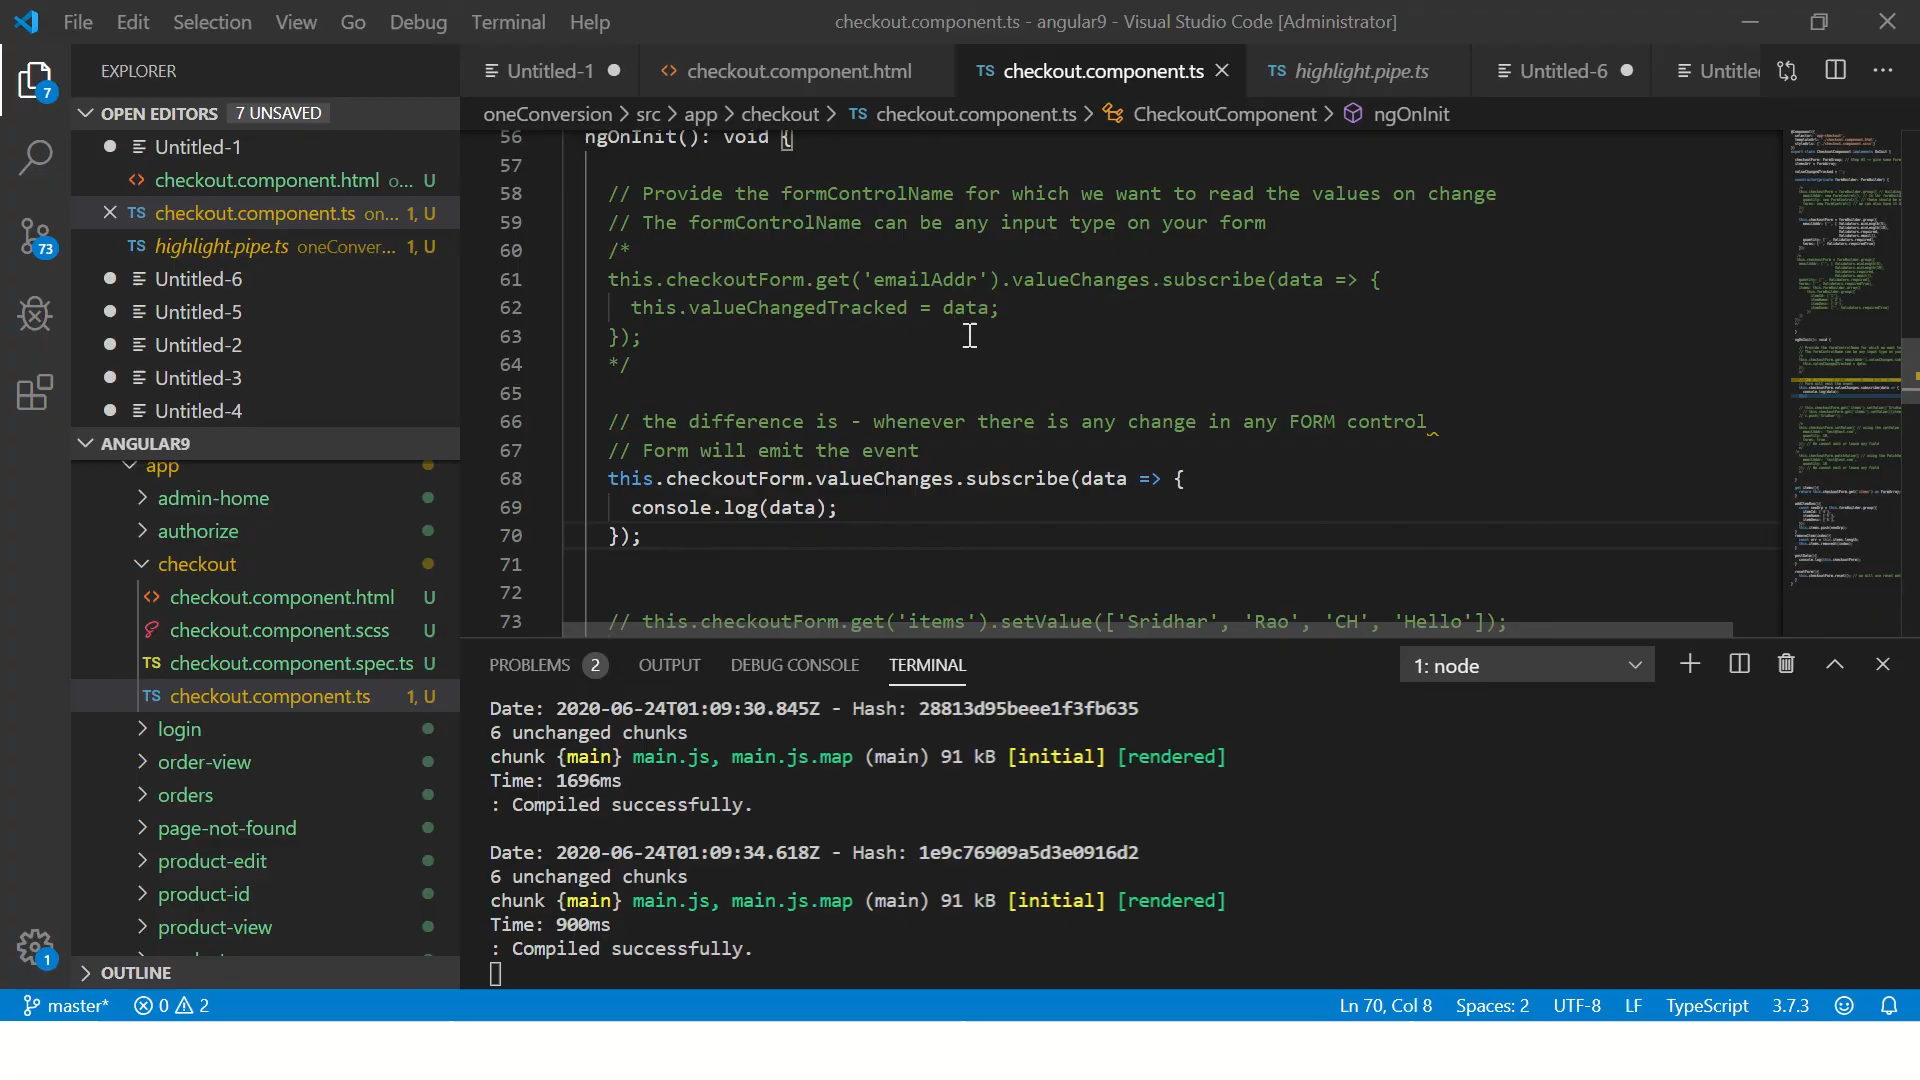 File Edit Selection View Go Debug Terminal Help
checkout.component.ts - angular9 - Visual Studio Code [Administrator]
EXPLORER
Untitled-1
checkout.component.html
TS checkout.component.ts
TS highlight.pipe.ts
Untitled-6
Untitle
oneConversion > src > app > checkout > TS checkout.component.ts > CheckoutComponent > ngOnInit
7
OPEN EDITORS 7 UNSAVED
Untitled-1
checkout.component.html o... U
TS checkout.component.ts on... 1, U
TS highlight.pipe.ts oneConver... 1, U
Untitled-6
Untitled-5
Untitled-2
Untitled-3
Untitled-4
73
ANGULAR9
app
admin-home
authorize
checkout
checkout.component.html U
checkout.component.scss U
TS checkout.component.spec.ts U
TS checkout.component.ts 1, U
login
order-view
orders
page-not-found
product-edit
product-id
product-view
1
OUTLINE
56 ngOnInit(): void {
57
58 // Provide the formControlName for which we want to read the values on change
59 // The formControlName can be any input type on your form
60 /*
61 this.checkoutForm.get('emailAddr').valueChanges.subscribe(data => {
62 this.valueChangedTracked = data;
63 });
64 */
65
66 // the difference is - whenever there is any change in any FORM control
67 // Form will emit the event
68 this.checkoutForm.valueChanges.subscribe(data => {
69 console.log(data);
70 });
71
72
73 // this.checkoutForm.get('items').setValue(['Sridhar', 'Rao', 'CH', 'Hello']);
PROBLEMS 2 OUTPUT DEBUG CONSOLE TERMINAL
1: node
Date: 2020-06-24T01:09:30.845Z - Hash: 28813d95beee1f3fb635
6 unchanged chunks
chunk {main} main.js, main.js.map (main) 91 kB [initial] [rendered]
Time: 1696ms
: Compiled successfully.
Date: 2020-06-24T01:09:34.618Z - Hash: 1e9c76909a5d3e0916d2
6 unchanged chunks
chunk {main} main.js, main.js.map (main) 91 kB [initial] [rendered]
Time: 900ms
: Compiled successfully.
master* 0 2
Ln 70, Col 8 Spaces: 2 UTF-8 LF TypeScript 3.7.3